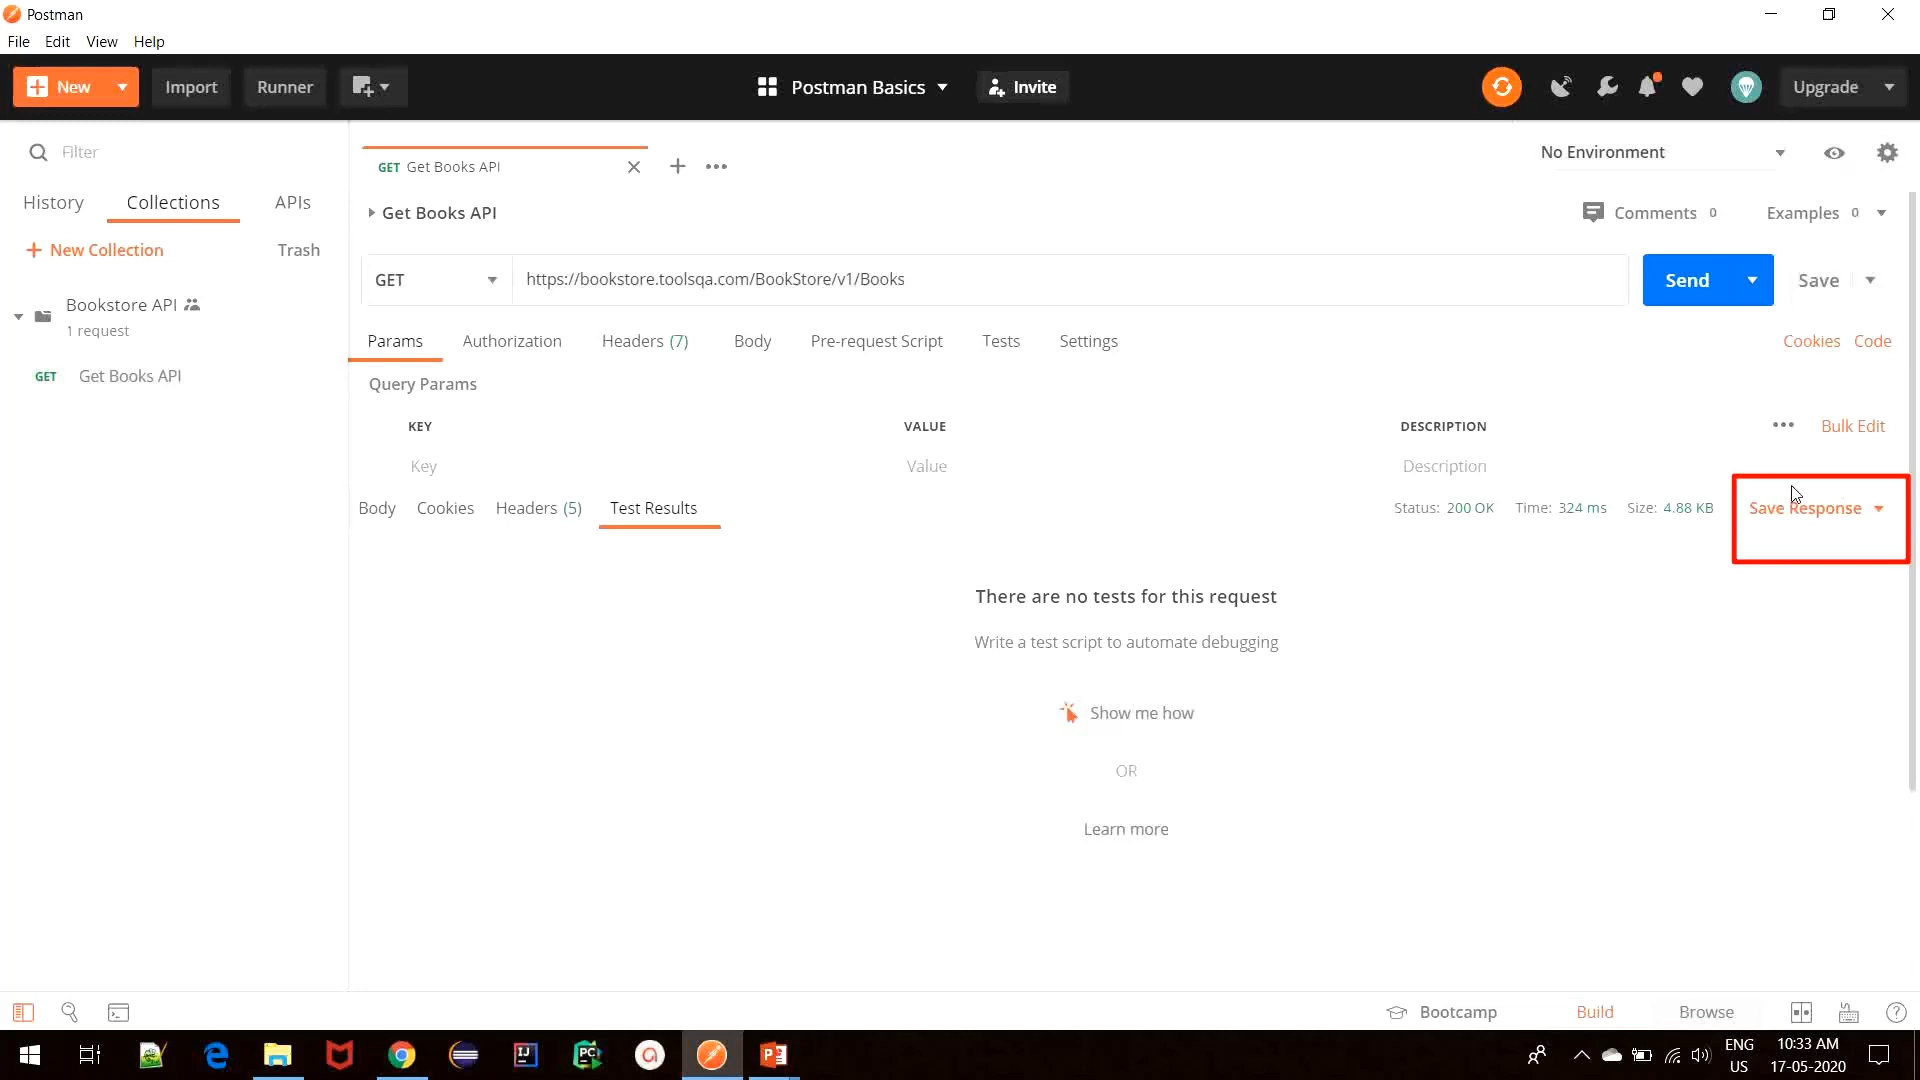 Postman
File Edit View Help
New Import Runner Postman Basics Invite Upgrade
Filter
GET Get Books API
No Environment
History Collections APIs
Get Books API
Comments 0 Examples 0
New Collection Trash
GET https://bookstore.toolsqa.com/BookStore/v1/Books Send Save
Bookstore API
1 request
Params Authorization Headers (7) Body Pre-request Script Tests Settings Cookies Code
GET Get Books API
Query Params
KEY VALUE DESCRIPTION Bulk Edit
Key Value Description
Body Cookies Headers (5) Test Results Status: 200 OK Time: 324 ms Size: 4.88 KB Save Response
There are no tests for this request
Write a test script to automate debugging
Show me how
OR
Learn more
Bootcamp Build Browse
IJ PC
ENG 10:33 AM
US 17-05-2020